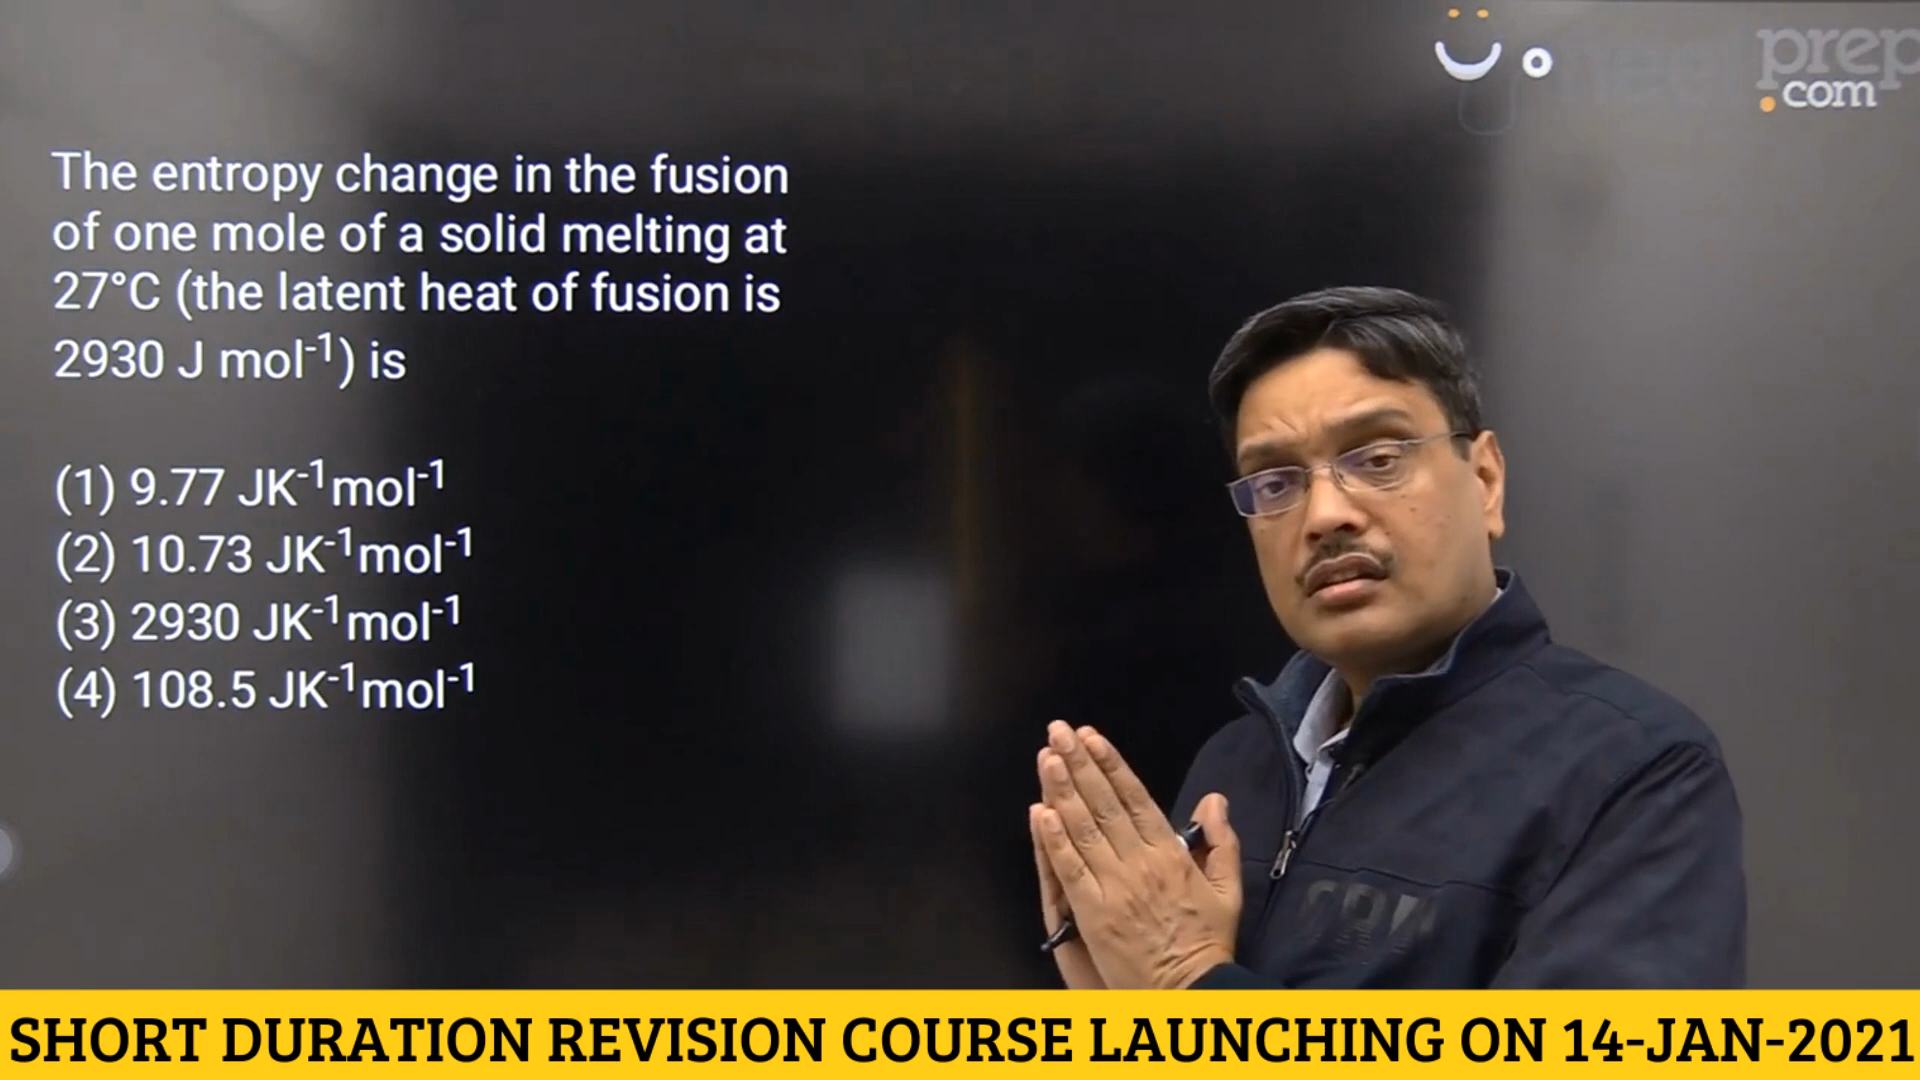 prep
.com
The entropy change in the fusion
of one mole of a solid melting at
27°C (the latent heat of fusion is
2930 J mol⁻¹) is
(1) 9.77 JK⁻¹mol⁻¹
(2) 10.73 JK⁻¹mol⁻¹
(3) 2930 JK⁻¹mol⁻¹
(4) 108.5 JK⁻¹mol⁻¹
SHORT DURATION REVISION COURSE LAUNCHING ON 14-JAN-2021